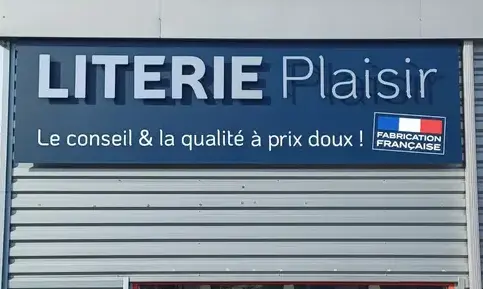 LITERIE Plaisir
Le conseil & la qualité à prix doux !
FABRICATION
FRANÇAISE